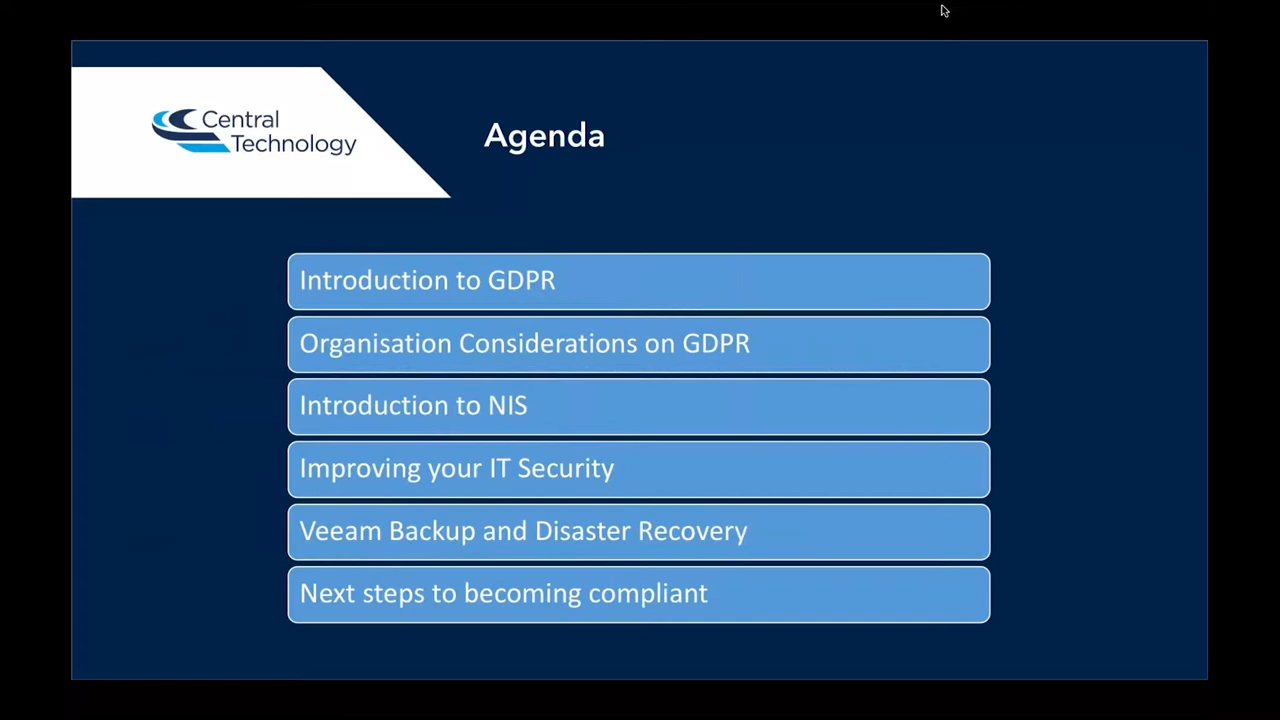 Central
Technology
Agenda
Introduction to GDPR
Organisation Considerations on GDPR
Introduction to NIS
Improving your IT Security
Veeam Backup and Disaster Recovery
Next steps to becoming compliant